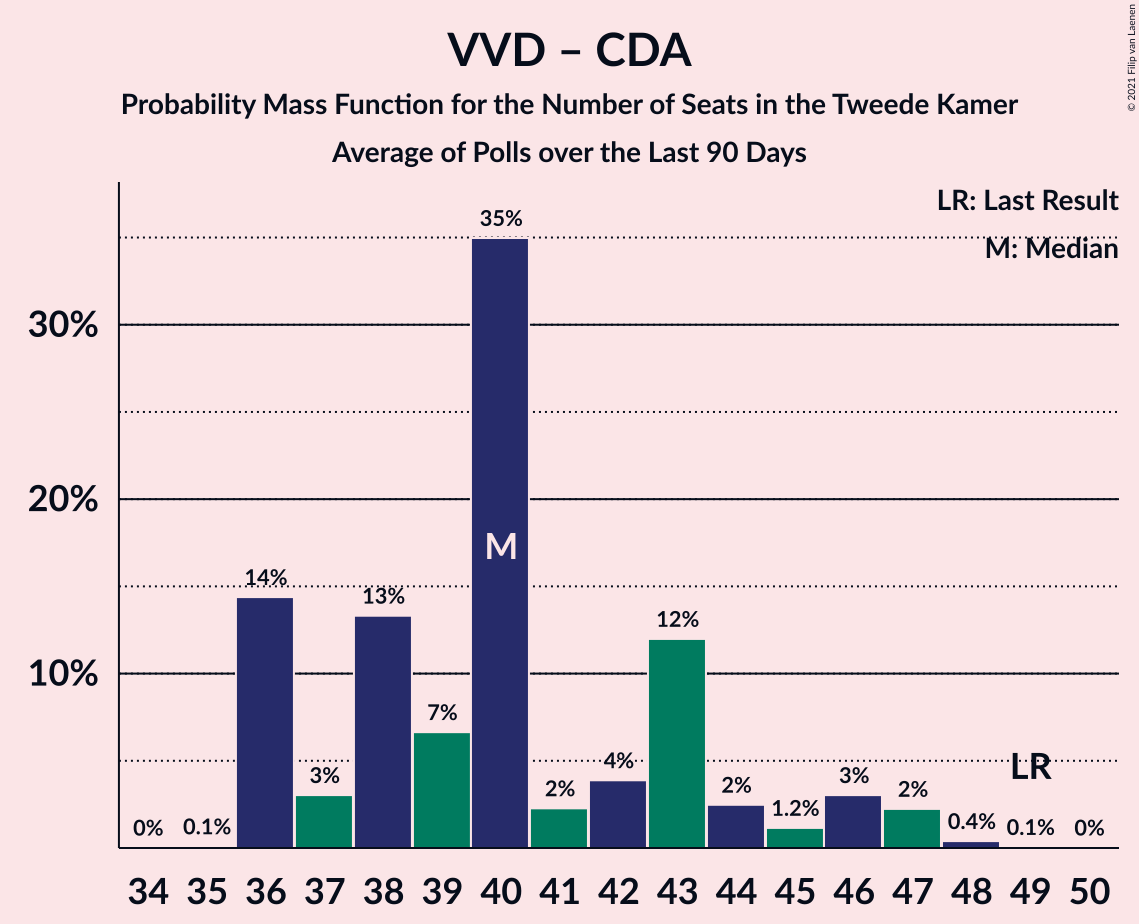 VVD – CDA
Probability Mass Function for the Number of Seats in the Tweede Kamer
Average of Polls over the Last 90 Days
© 2021 Filip van Laenen
LR: Last Result
M: Median
35%
30%
20%
M
14%
13%
12%
10%
7%
3%
4%
2%
2%
3%
2%
1.2%
LR
0%
0.1%
0.4%
0.1%
0%
34 35 36 37 38 39 40 41 42 43 44 45 46 47 48 49 50